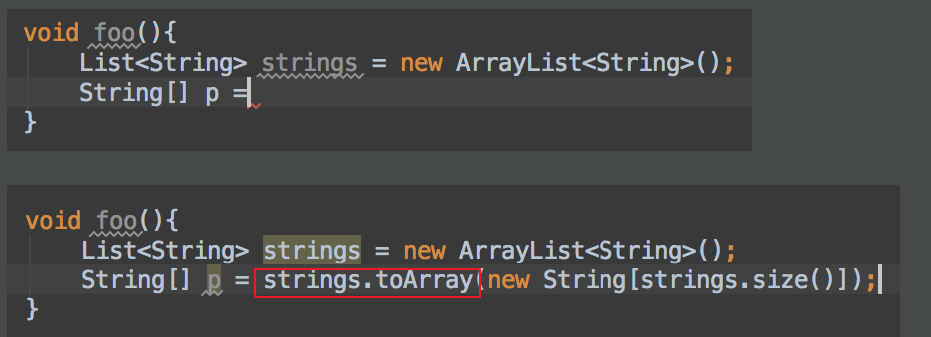 void foo(){
List<String> strings = new ArrayList<String>();
String[] p =
}
void foo(){
List<String> strings = new ArrayList<String>();
String[] p = strings.toArray(new String[strings.size()]);
}